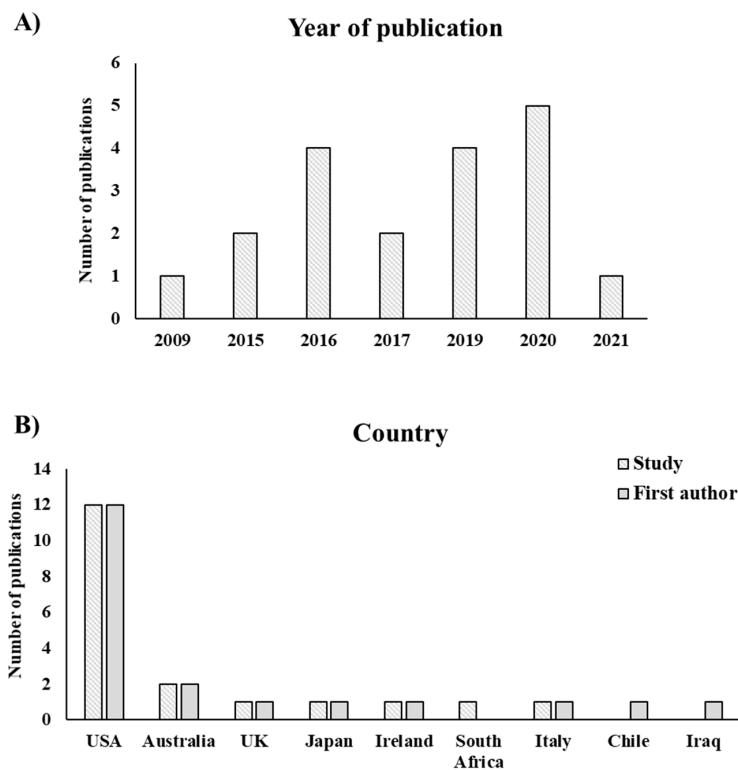 A)
Year of publication
Number of publications
6
5
4
3
2
1
0
2009 2015 2016 2017 2019 2020 2021
B)
Country
Study
First author
Number of publications
14
12
10
8
6
4
2
0
USA Australia UK Japan Ireland South Africa Italy Chile Iraq